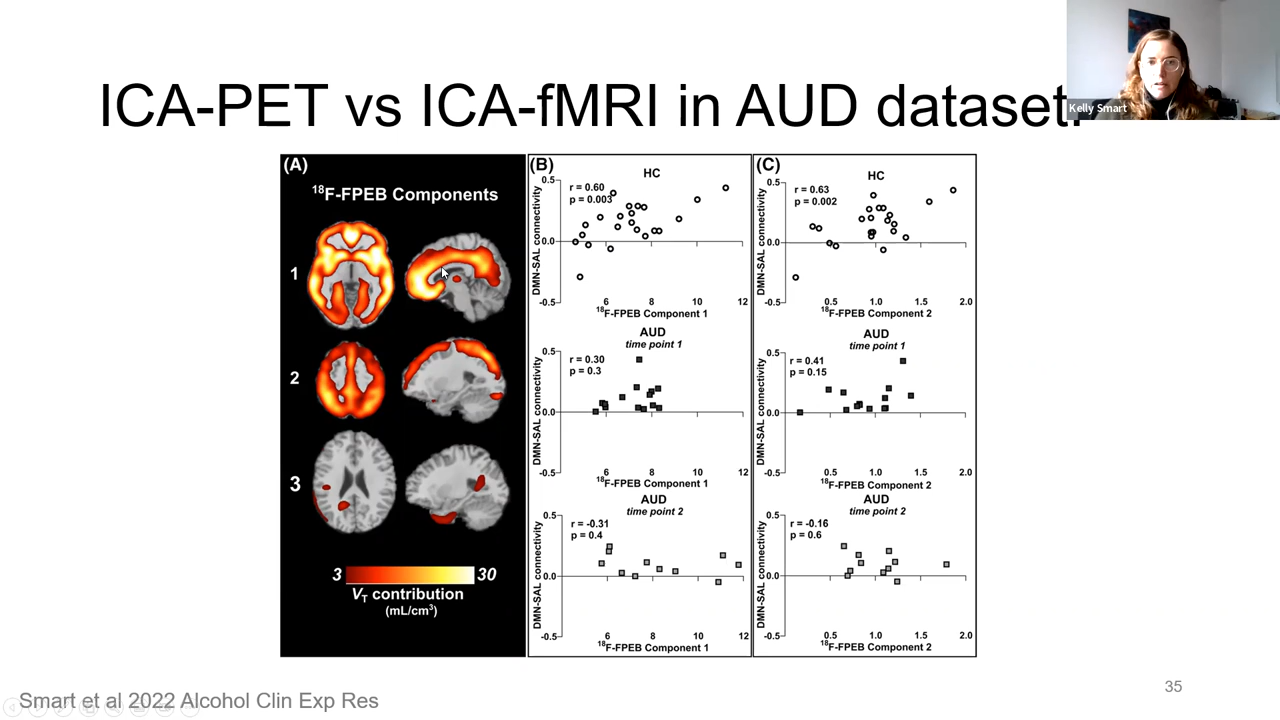 ICA-PET vs ICA-fMRI in AUD dataset.
Kelly Smart
(A)
18F-FPEB Components
1
2
3
3 30
VT contribution
(mL/cm3)
(B)
HC
r = 0.60
p = 0.003
DMN-SAL connectivity
0.5
0.0
-0.5
6 8 10 12
18F-FPEB Component 1
AUD
time point 1
r = 0.30
p = 0.3
DMN-SAL connectivity
0.5
0.0
-0.5
6 8 10 12
18F-FPEB Component 1
AUD
time point 2
r = -0.31
p = 0.4
DMN-SAL connectivity
0.5
0.0
-0.5
6 8 10 12
18F-FPEB Component 1
(C)
HC
r = 0.63
p = 0.002
DMN-SAL connectivity
0.5
0.0
-0.5
0.5 1.0 1.5 2.0
18F-FPEB Component 2
AUD
time point 1
r = 0.41
p = 0.15
DMN-SAL connectivity
0.5
0.0
-0.5
0.5 1.0 1.5 2.0
18F-FPEB Component 2
AUD
time point 2
r = -0.16
p = 0.6
DMN-SAL connectivity
0.5
0.0
-0.5
0.5 1.0 1.5 2.0
18F-FPEB Component 2
Smart et al 2022 Alcohol Clin Exp Res
35